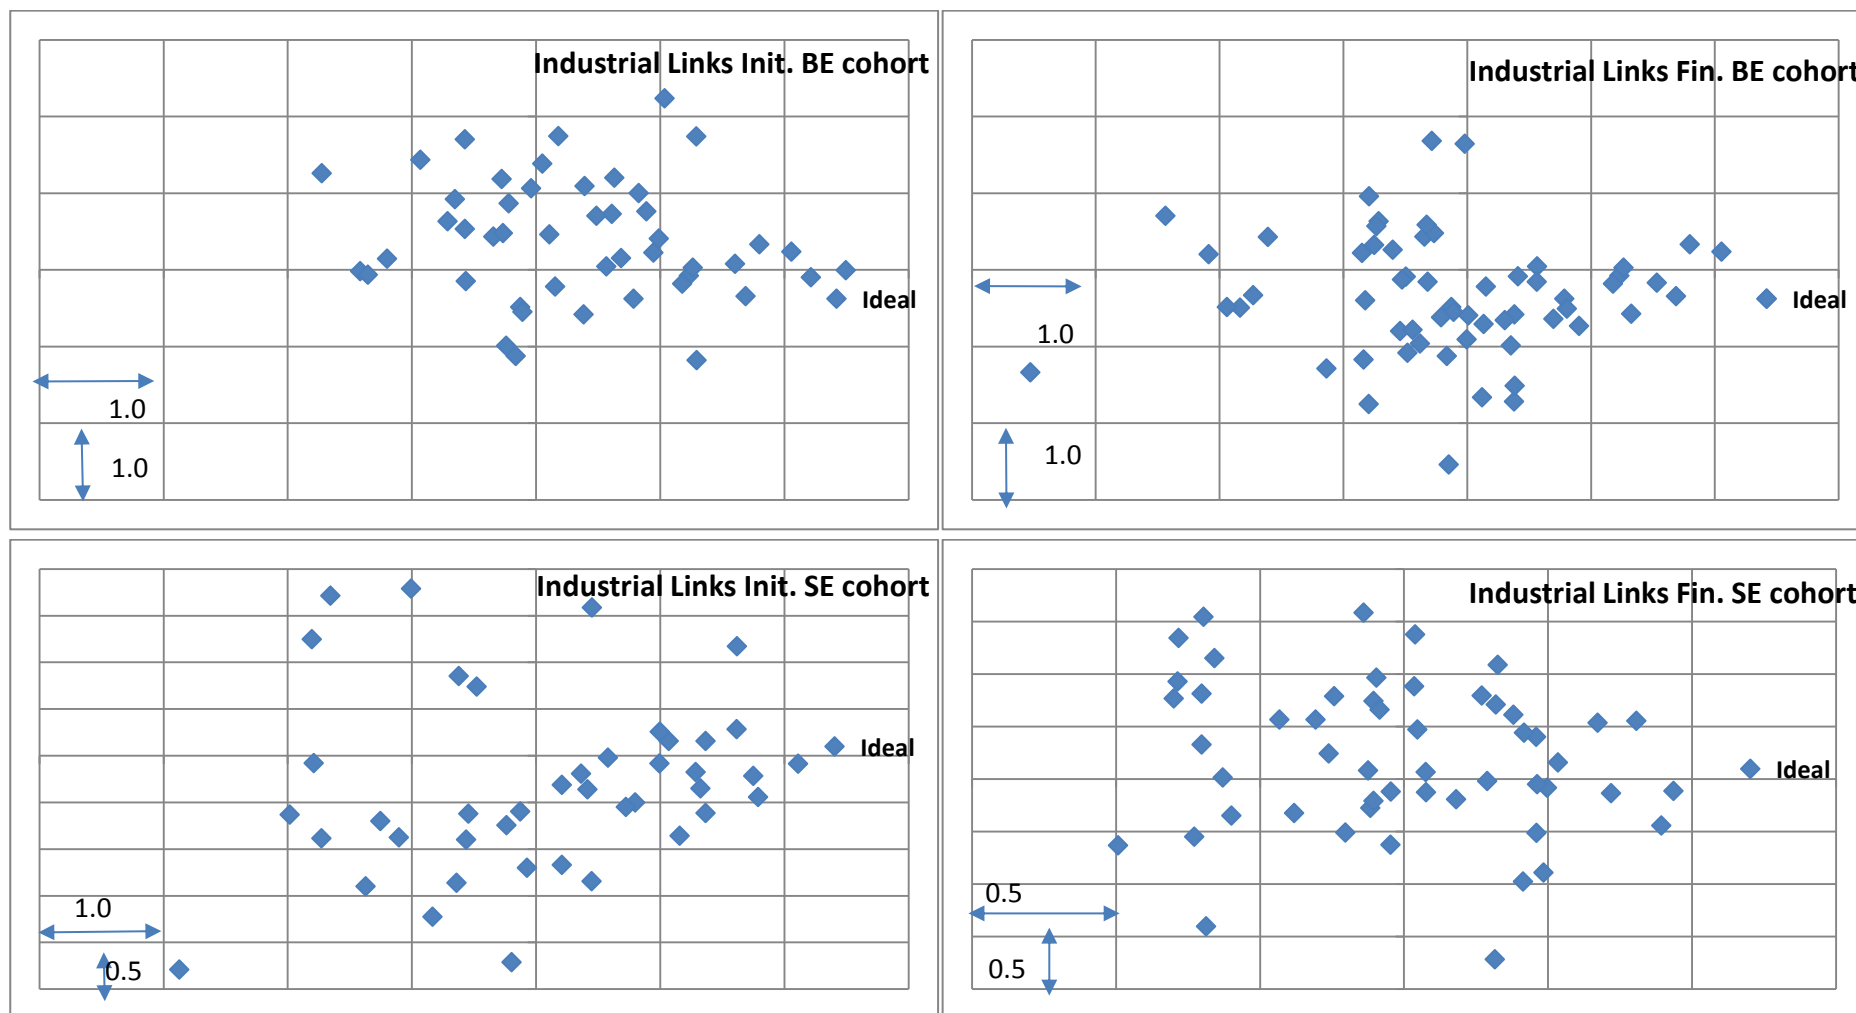 Industrial Links Init. BE cohort
Ideal
1.0
1.0
Industrial Links Fin. BE cohort
Ideal
1.0
1.0
Industrial Links Init. SE cohort
Ideal
1.0
0.5
Industrial Links Fin. SE cohort
Ideal
0.5
0.5